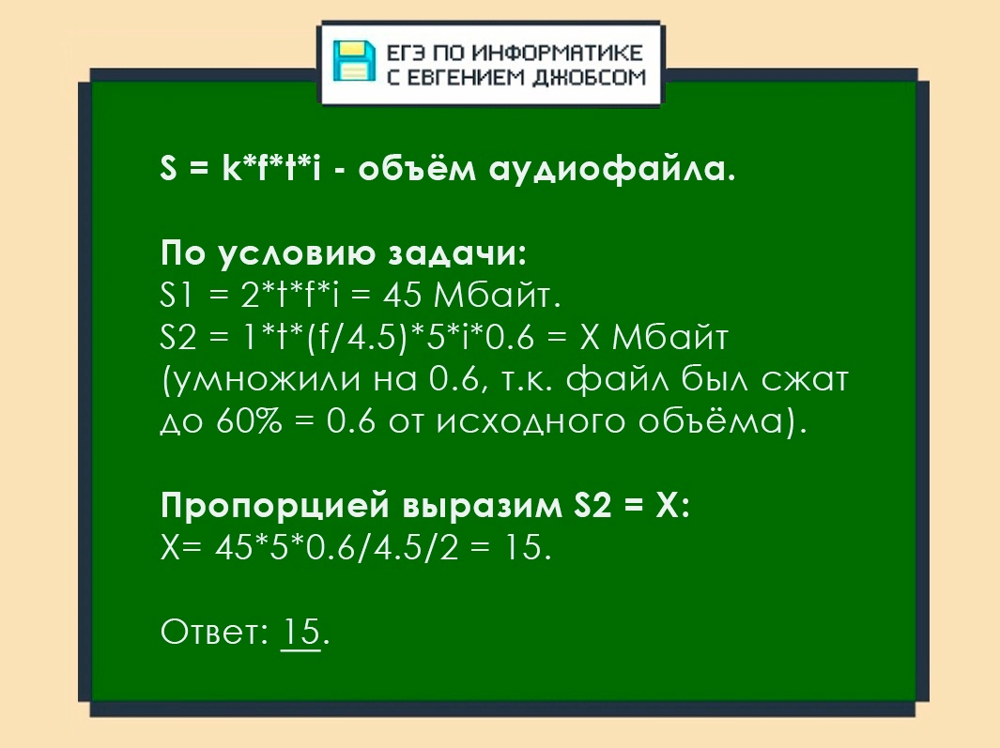 ЕГЭ ПО ИНФОРМАТИКЕ
С ЕВГЕНИЕМ ДЖОБСОМ
S = k*f*t*i - объём аудиофайла.
По условию задачи:
S1 = 2*t*f*i = 45 Мбайт.
S2 = 1*t*(f/4.5)*5*i*0.6 = X Мбайт
(умножили на 0.6, т.к. файл был сжат
до 60% = 0.6 от исходного объёма).
Пропорцией выразим S2 = X:
X= 45*5*0.6/4.5/2 = 15.
Ответ: 15.